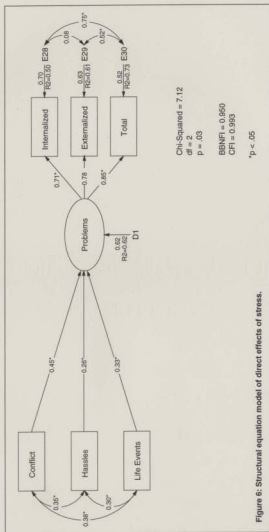 Conflict
Hassles
Life Events
0.35*
0.30*
0.38*
0.45*
0.26*
0.33*
Problems
0.62
R2=0.62
D1
0.71*
0.78
0.85*
Internalized
Externalized
Total
0.70
R2=0.50
E28
0.63
R2=0.61
E29
0.52
R2=0.73
E30
0.08
0.52*
0.75*
Chi-Squared = 7.12
df = 2
p = .03
BBNFI = 0.950
CFI = 0.993
*p < .05
Figure 6: Structural equation model of direct effects of stress.